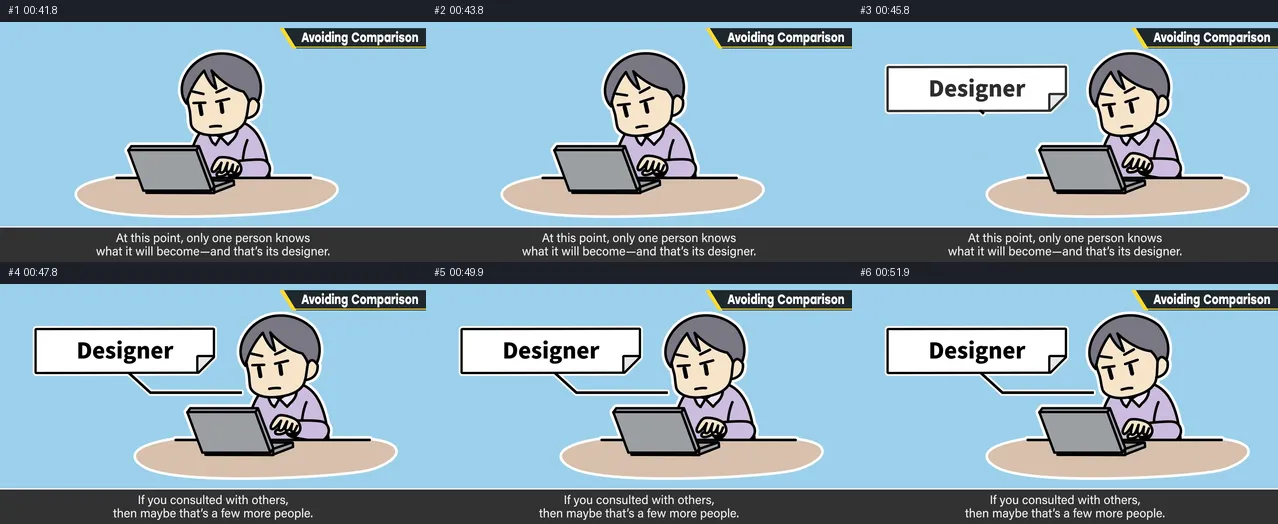 #1 00:41.8
Avoiding Comparison
At this point, only one person knows
what it will become—and that's its designer.
#2 00:43.8
Avoiding Comparison
At this point, only one person knows
what it will become—and that's its designer.
#3 00:45.8
Avoiding Comparison
Designer
At this point, only one person knows
what it will become—and that's its designer.
#4 00:47.8
Avoiding Comparison
Designer
If you consulted with others,
then maybe that's a few more people.
#5 00:49.9
Avoiding Comparison
Designer
If you consulted with others,
then maybe that's a few more people.
#6 00:51.9
Avoiding Comparison
Designer
If you consulted with others,
then maybe that's a few more people.